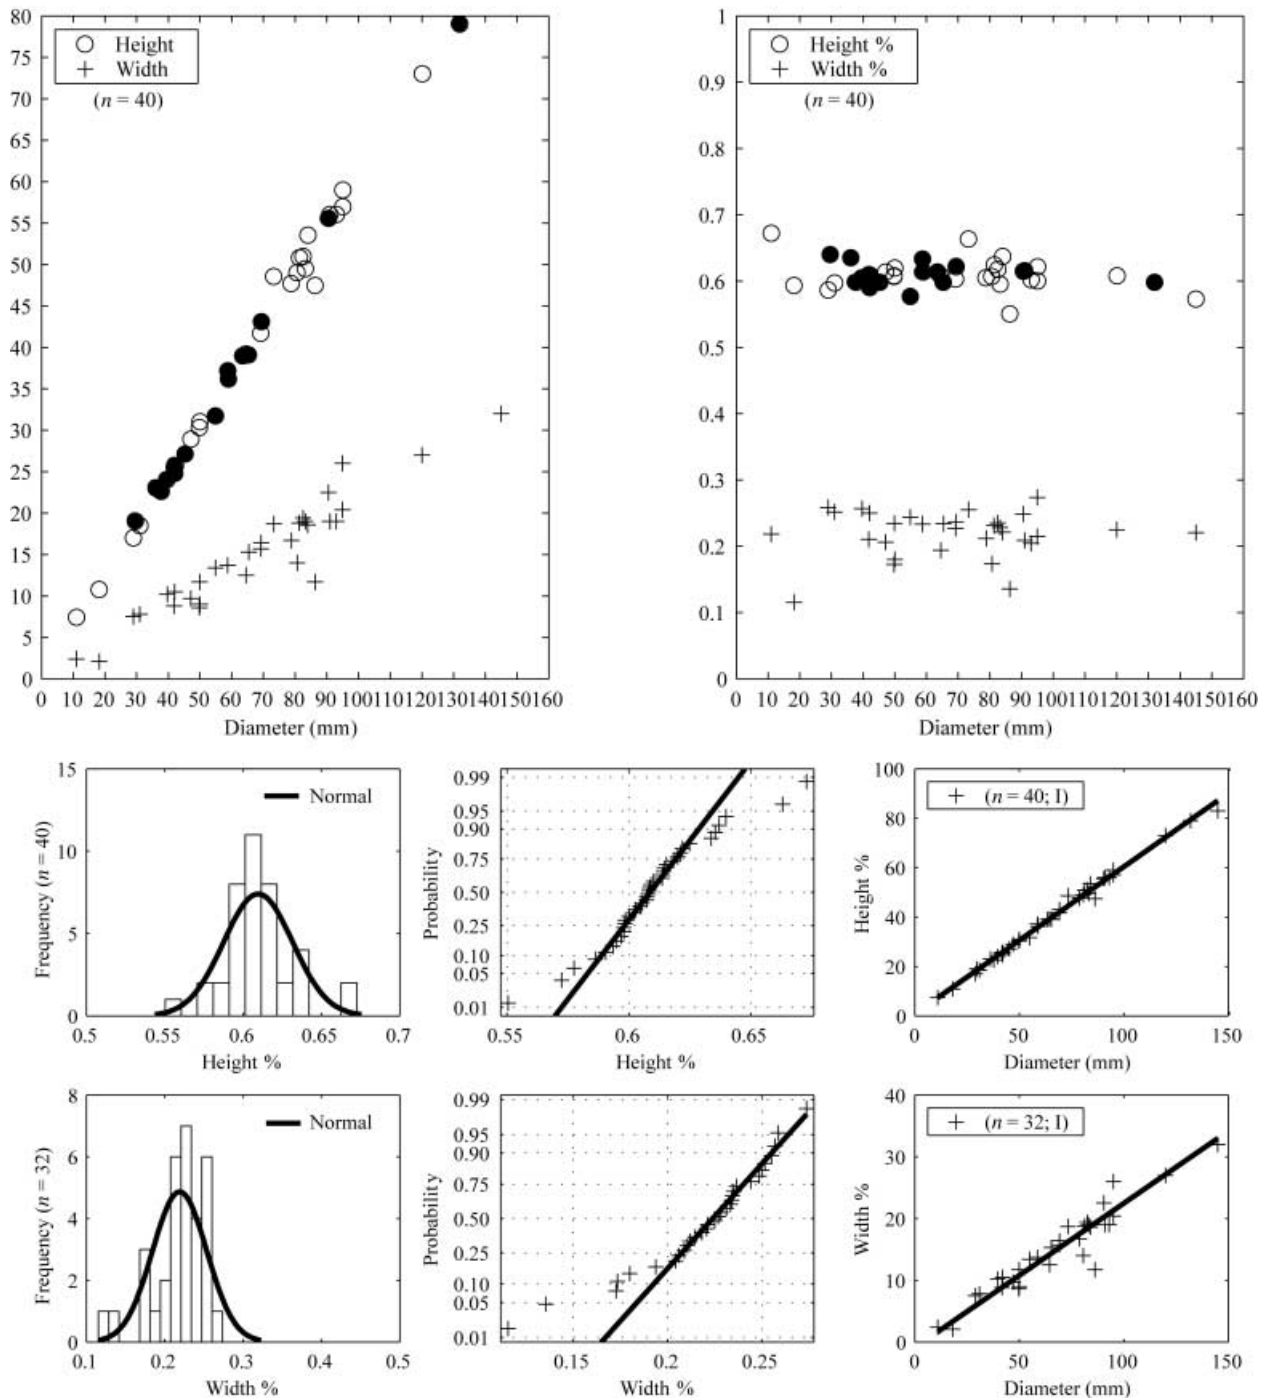 80
75
70
65
60
55
50
45
40
35
30
25
20
15
10
5
0
Height
Width
(n = 40)
0 10 20 30 40 50 60 70 80 90 100 110 120 130 140 150 160
Diameter (mm)
1
0.9
0.8
0.7
0.6
0.5
0.4
0.3
0.2
0.1
Height %
Width %
(n = 40)
0 10 20 30 40 50 60 70 80 90 100 110 120 130 140 150 160
Diameter (mm)
Frequency (n = 40)
15
10
5
0
Normal
0.5 0.55 0.6 0.65 0.7
Height %
Probability
0.99
0.95
0.90
0.75
0.50
0.25
0.10
0.05
0.01
0.55 0.6 0.65
Height %
Height %
100
80
60
40
20
0
(n = 40; I)
0 50 100 150
Diameter (mm)
Frequency (n = 32)
8
6
4
2
0
Normal
0.1 0.2 0.3 0.4 0.5
Width %
Probability
0.99
0.95
0.90
0.75
0.50
0.25
0.10
0.05
0.01
0.15 0.2 0.25
Width %
Width %
40
30
20
10
0
(n = 32; I)
0 50 100 150
Diameter (mm)